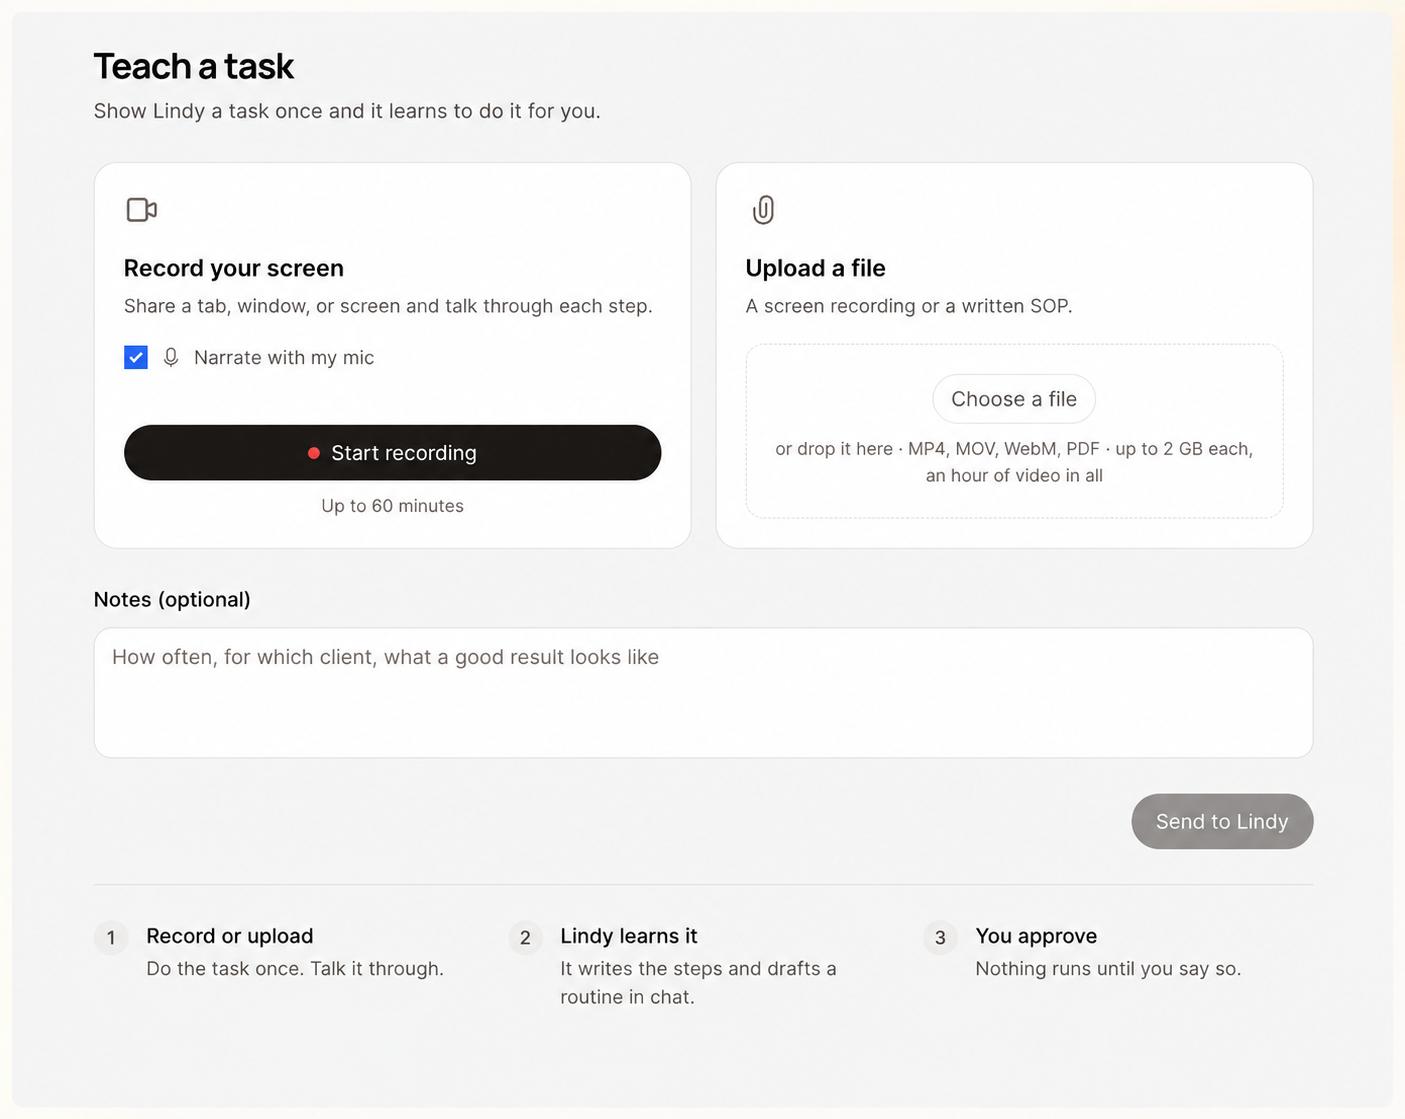 Teach a task
Show Lindy a task once and it learns to do it for you.
Record your screen
Share a tab, window, or screen and talk through each step.
Narrate with my mic
Start recording
Up to 60 minutes
Upload a file
A screen recording or a written SOP.
Choose a file
or drop it here · MP4, MOV, WebM, PDF · up to 2 GB each,
an hour of video in all
Notes (optional)
How often, for which client, what a good result looks like
Send to Lindy
1
Record or upload
Do the task once. Talk it through.
2
Lindy learns it
It writes the steps and drafts a
routine in chat.
3
You approve
Nothing runs until you say so.